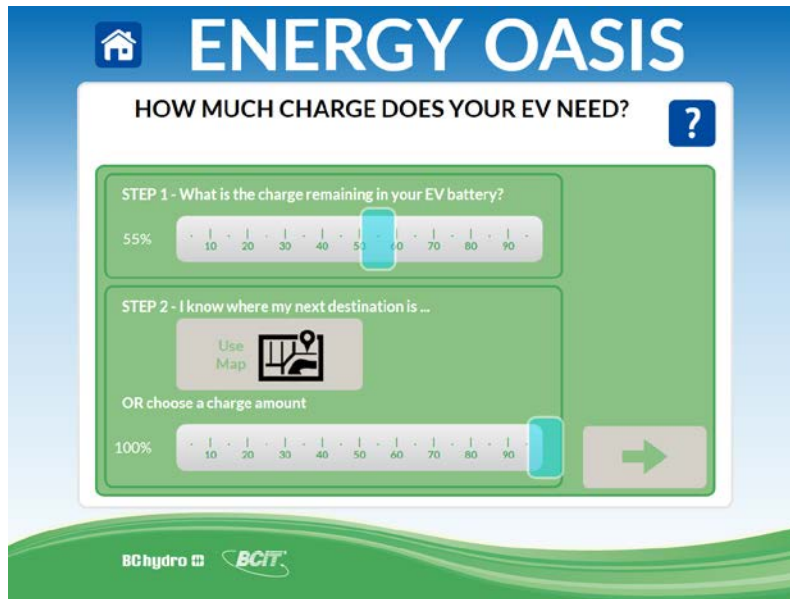 ENERGY OASIS
HOW MUCH CHARGE DOES YOUR EV NEED?
?
STEP 1 - What is the charge remaining in your EV battery?
55%
10 20 30 40 50 60 70 80 90
STEP 2 - I know where my next destination is ...
Use
Map
OR choose a charge amount
100%
10 20 30 40 50 60 70 80 90
BChydro BCIT